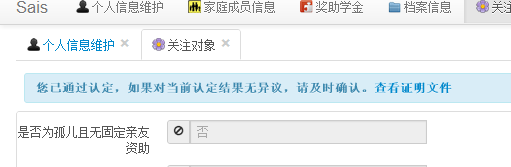 Sais 个人信息维护 家庭成员信息 奖助学金 档案信息 关注
个人信息维护 × 关注对象 ×
您已通过认定，如果对当前认定结果无异议，请及时确认。查看证明文件
是否为孤儿且无固定亲友 否
资助